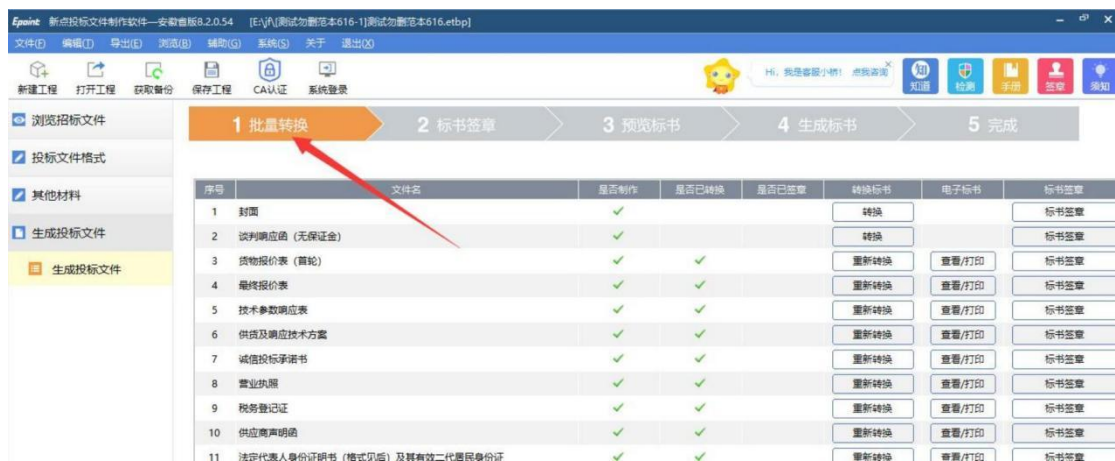 Epoint 新点投标文件制作软件—安徽省版8.2.0.54 [E:\jf\[测试勿删范本616-1]测试勿删范本616.etbp]
文件(F) 编辑(T) 导出(E) 浏览(B) 辅助(G) 系统(S) 关于 退出(X)
新建工程 打开工程 获取备份 保存工程 CA认证 系统登录
Hi，我是客服小桥！ 点我咨询
知 知道 检测 手册 签章 须知
浏览招标文件
投标文件格式
其他材料
生成投标文件
生成投标文件
1 批量转换 2 标书签章 3 预览标书 4 生成标书 5 完成
序号 文件名 是否制作 是否已转换 是否已签章 转换标书 电子标书 标书签章
1 封面 转换 标书签章
2 谈判响应函（无保证金） 转换 标书签章
3 货物报价表（首轮） 重新转换 查看/打印 标书签章
4 最终报价表 重新转换 查看/打印 标书签章
5 技术参数响应表 重新转换 查看/打印 标书签章
6 供货及响应技术方案 重新转换 查看/打印 标书签章
7 诚信投标承诺书 重新转换 查看/打印 标书签章
8 营业执照 重新转换 查看/打印 标书签章
9 税务登记证 重新转换 查看/打印 标书签章
10 供应商声明函 重新转换 查看/打印 标书签章
11 法定代表人身份证明书（格式见后）及其有效二代居民身份证 重新转换 查看/打印 标书签章